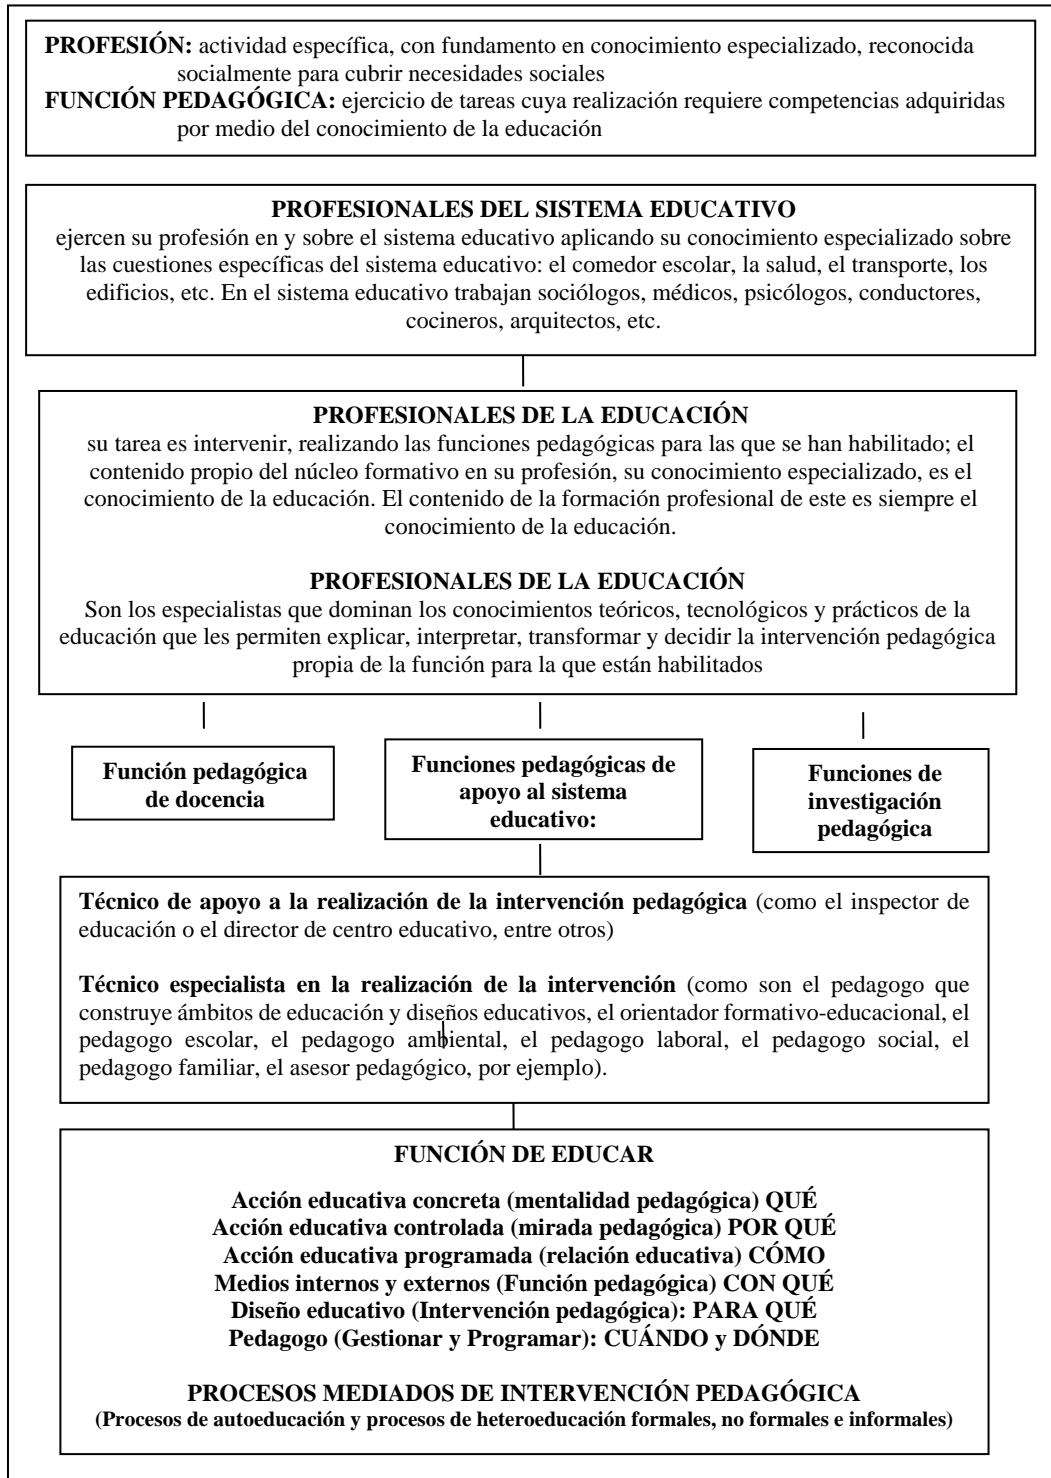 PROFESIÓN: actividad específica, con fundamento en conocimiento especializado, reconocida
socialmente para cubrir necesidades sociales
FUNCIÓN PEDAGÓGICA: ejercicio de tareas cuya realización requiere competencias adquiridas
por medio del conocimiento de la educación
PROFESIONALES DEL SISTEMA EDUCATIVO
ejercen su profesión en y sobre el sistema educativo aplicando su conocimiento especializado sobre
las cuestiones específicas del sistema educativo: el comedor escolar, la salud, el transporte, los
edificios, etc. En el sistema educativo trabajan sociólogos, médicos, psicólogos, conductores,
cocineros, arquitectos, etc.
PROFESIONALES DE LA EDUCACIÓN
su tarea es intervenir, realizando las funciones pedagógicas para las que se han habilitado; el
contenido propio del núcleo formativo en su profesión, su conocimiento especializado, es el
conocimiento de la educación. El contenido de la formación profesional de este es siempre el
conocimiento de la educación.
PROFESIONALES DE LA EDUCACIÓN
Son los especialistas que dominan los conocimientos teóricos, tecnológicos y prácticos de la
educación que les permiten explicar, interpretar, transformar y decidir la intervención pedagógica
propia de la función para la que están habilitados
Función pedagógica
de docencia
Funciones pedagógicas de
apoyo al sistema
educativo:
Funciones de
investigación
pedagógica
Técnico de apoyo a la realización de la intervención pedagógica (como el inspector de
educación o el director de centro educativo, entre otros)
Técnico especialista en la realización de la intervención (como son el pedagogo que
construye ámbitos de educación y diseños educativos, el orientador formativo-educacional, el
pedagogo escolar, el pedagogo ambiental, el pedagogo laboral, el pedagogo social, el
pedagogo familiar, el asesor pedagógico, por ejemplo).
FUNCIÓN DE EDUCAR
Acción educativa concreta (mentalidad pedagógica) QUÉ
Acción educativa controlada (mirada pedagógica) POR QUÉ
Acción educativa programada (relación educativa) CÓMO
Medios internos y externos (Función pedagógica) CON QUÉ
Diseño educativo (Intervención pedagógica): PARA QUÉ
Pedagogo (Gestionar y Programar): CUÁNDO y DÓNDE
PROCESOS MEDIADOS DE INTERVENCIÓN PEDAGÓGICA
(Procesos de autoeducación y procesos de heteroeducación formales, no formales e informales)